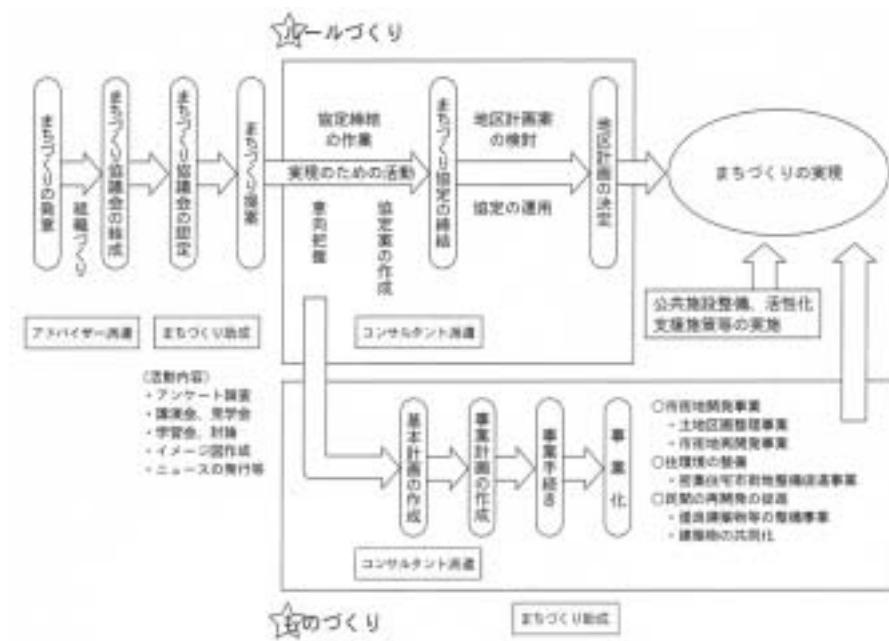 ルールづくり
まちづくりの発意
組織づくり
まちづくり協議会の結成
まちづくり協議会の認定
まちづくり提案
協定締結
の作業
実現のための活動
意向把握
協定案の作成
まちづくり協定の締結
地区計画案
の検討
協定の運用
地区計画の決定
まちづくりの実現
公共施設整備、活性化
支援施策等の実施
アドバイザー派遣
まちづくり助成
コンサルタント派遣
(活動内容)
・アンケート調査
・講演会、見学会
・学習会、討論
・イメージ図作成
・ニュースの発行等
基本計画の作成
事業計画の作成
事業手続き
事業化
○市街地開発事業
・土地区画整理事業
・市街地再開発事業
○住環境の整備
・密集住宅市街地整備促進事業
○民間の再開発の促進
・優良建築物等の整備事業
・建築物の共同化
コンサルタント派遣
ものづくり
まちづくり助成